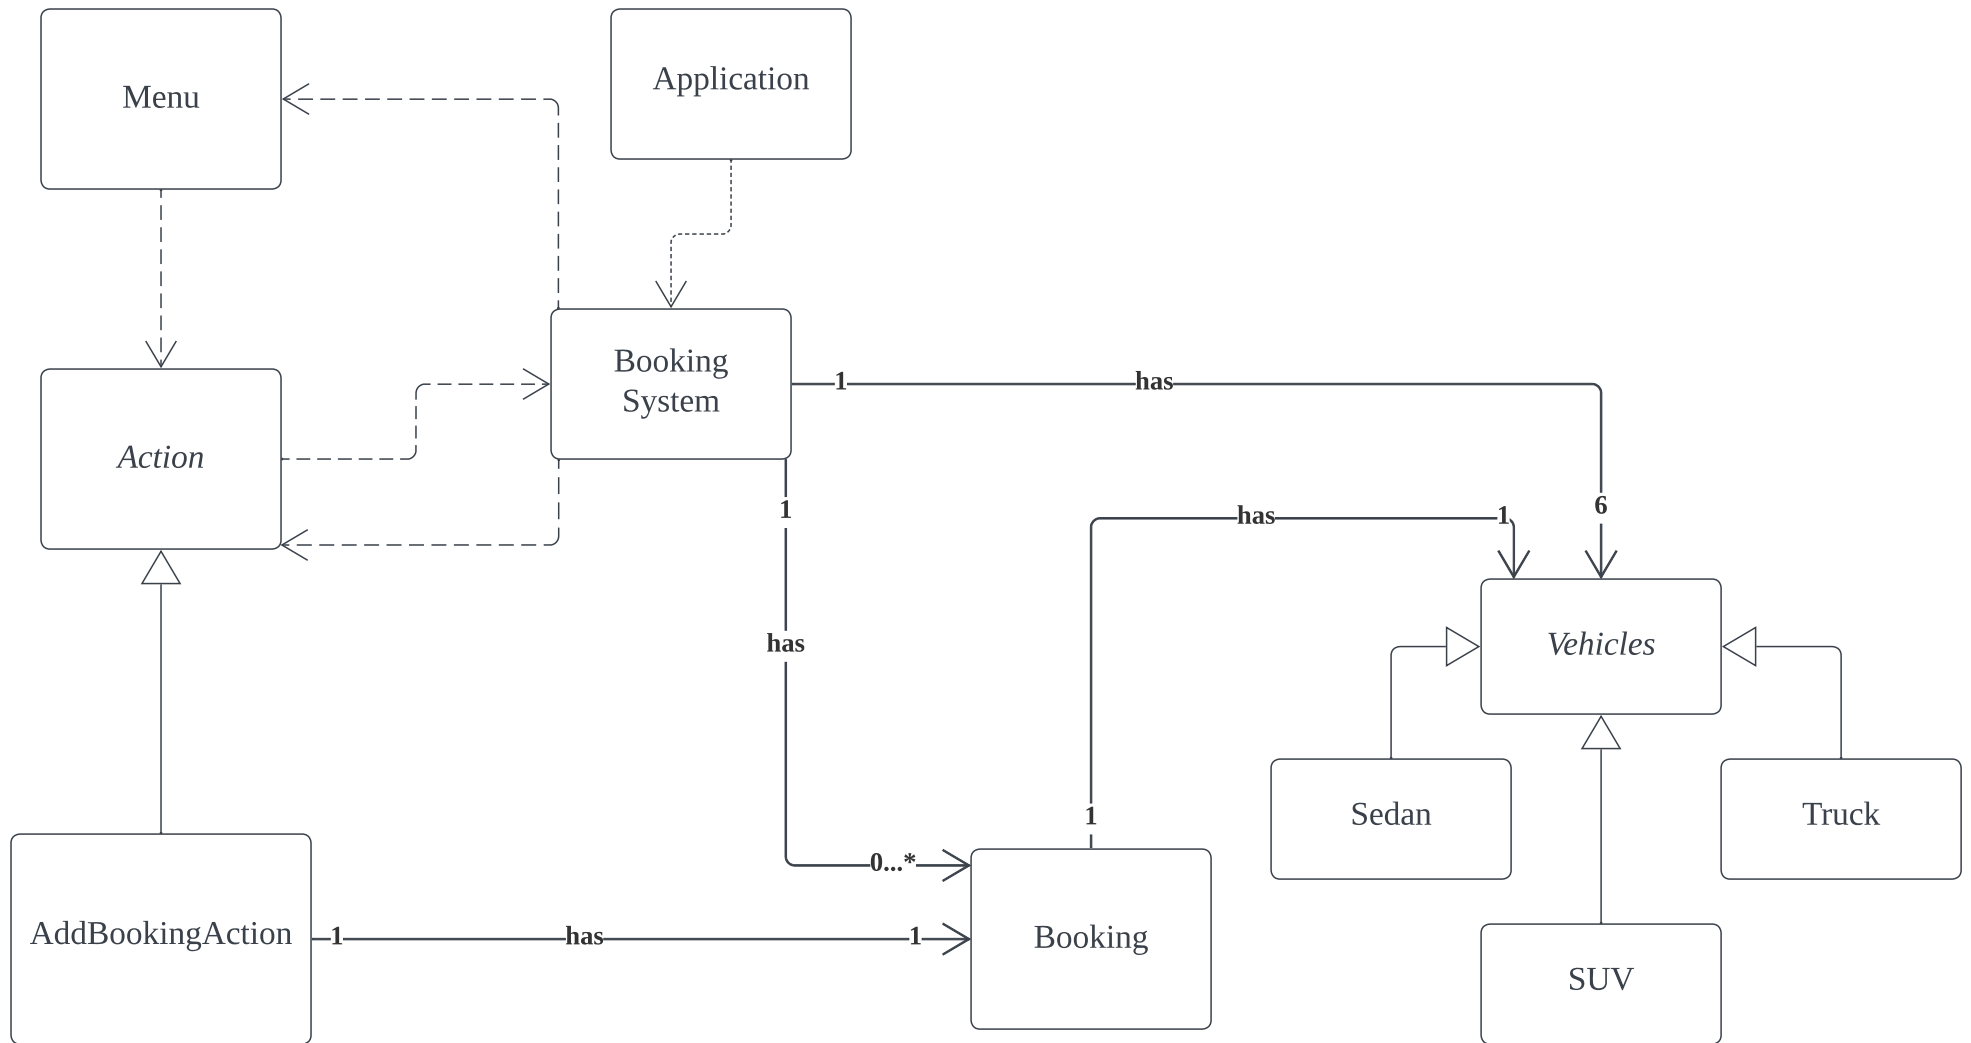 Menu
Application
Booking
System
1
has
Action
6
1
has
1
has
Vehicles
1
Sedan
Truck
0...*
AddBookingAction
1
has
1
Booking
SUV